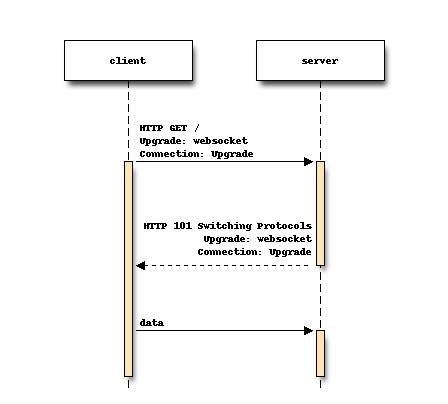 client
server
HTTP GET /
Upgrade: websocket
Connection: Upgrade
HTTP 101 Switching Protocols
Upgrade: websocket
Connection: Upgrade
data